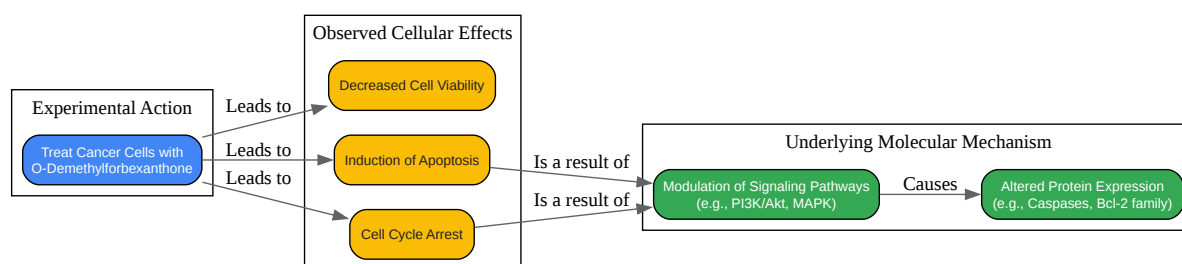 Observed Cellular Effects
Decreased Cell Viability
Experimental Action
Leads to
Treat Cancer Cells with
O-Demethylforbexanthone
Leads to
Induction of Apoptosis
Leads to
Cell Cycle Arrest
Is a result of
Is a result of
Underlying Molecular Mechanism
Modulation of Signaling Pathways
(e.g., PI3K/Akt, MAPK)
Causes
Altered Protein Expression
(e.g., Caspases, Bcl-2 family)